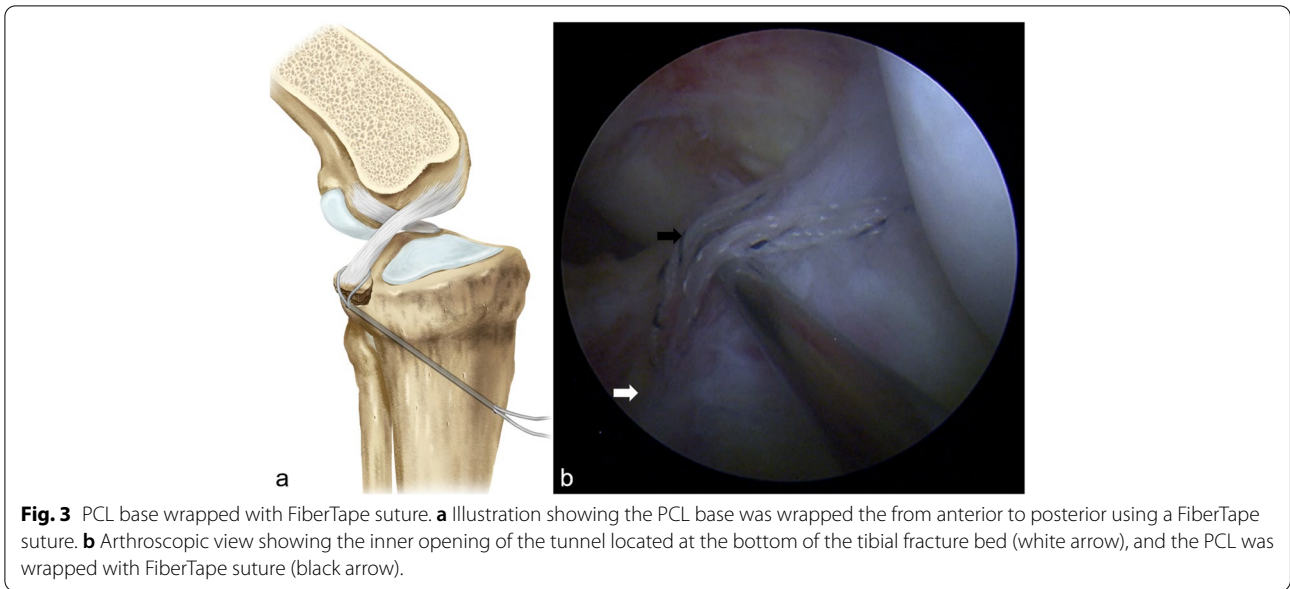 a
b
Fig. 3 PCL base wrapped with FiberTape suture. a Illustration showing the PCL base was wrapped the from anterior to posterior using a FiberTape
suture. b Arthroscopic view showing the inner opening of the tunnel located at the bottom of the tibial fracture bed (white arrow), and the PCL was
wrapped with FiberTape suture (black arrow).